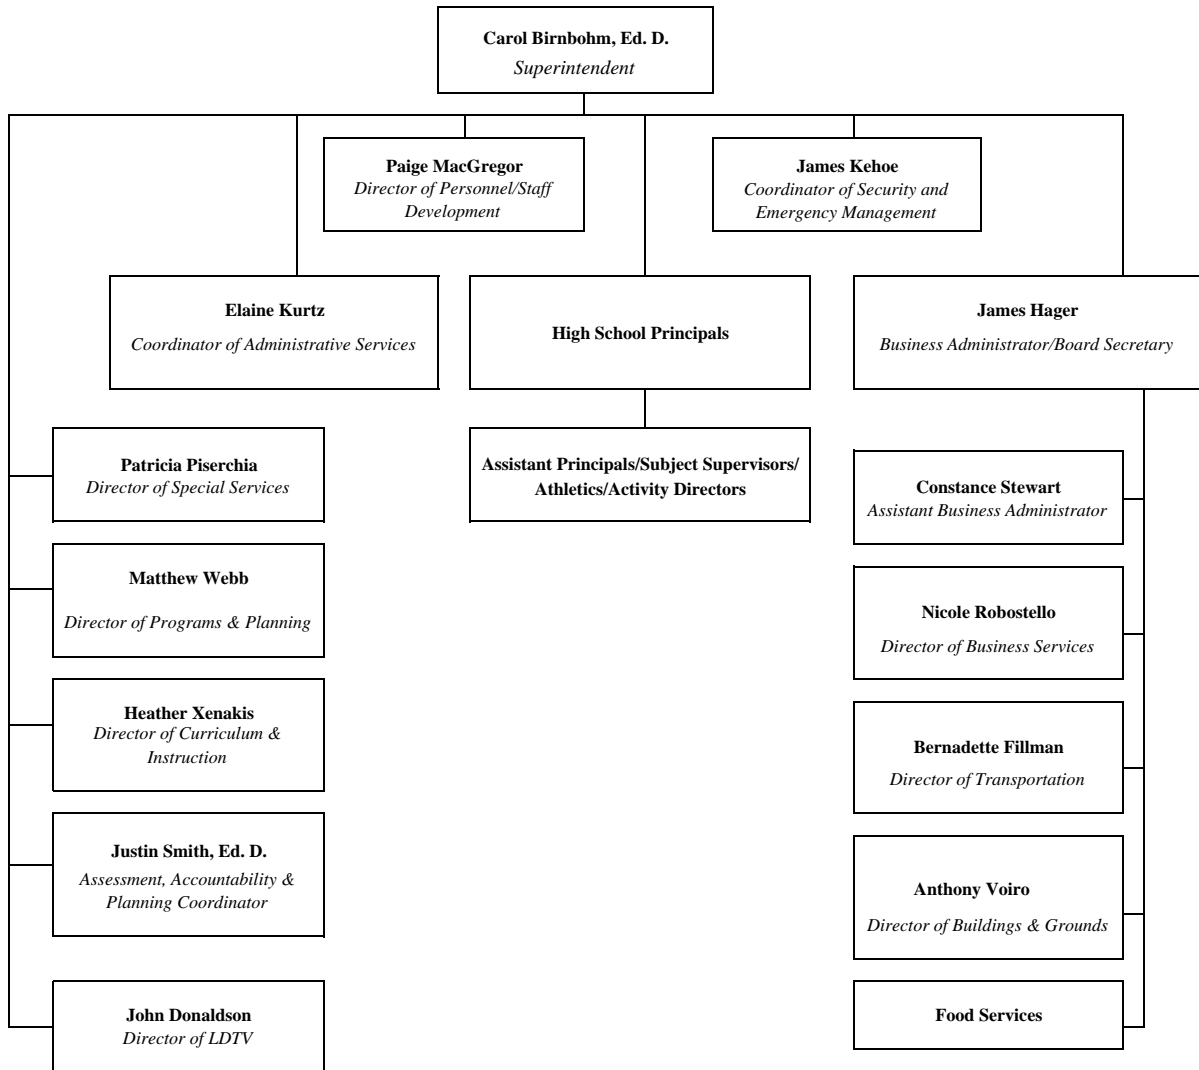 Carol Birnbohm, Ed. D.
Superintendent
Paige MacGregor
Director of Personnel/Staff
Development
James Kehoe
Coordinator of Security and
Emergency Management
Elaine Kurtz
Coordinator of Administrative Services
High School Principals
James Hager
Business Administrator/Board Secretary
Patricia Piserchia
Director of Special Services
Assistant Principals/Subject Supervisors/
Athletics/Activity Directors
Constance Stewart
Assistant Business Administrator
Matthew Webb
Director of Programs & Planning
Nicole Robostello
Director of Business Services
Heather Xenakis
Director of Curriculum &
Instruction
Bernadette Fillman
Director of Transportation
Justin Smith, Ed. D.
Assessment, Accountability &
Planning Coordinator
Anthony Voiro
Director of Buildings & Grounds
John Donaldson
Director of LDTV
Food Services